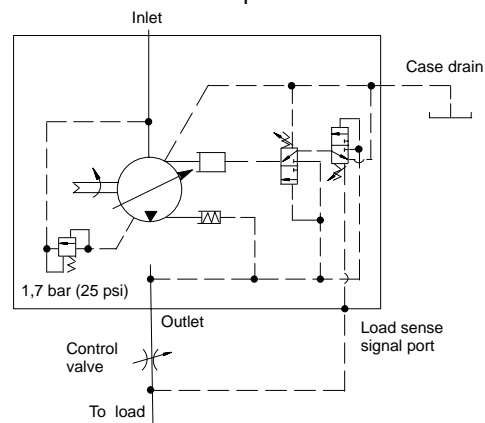 Inlet
Case drain
1,7 bar (25 psi)
Outlet
Load sense
signal port
Control
valve
To load